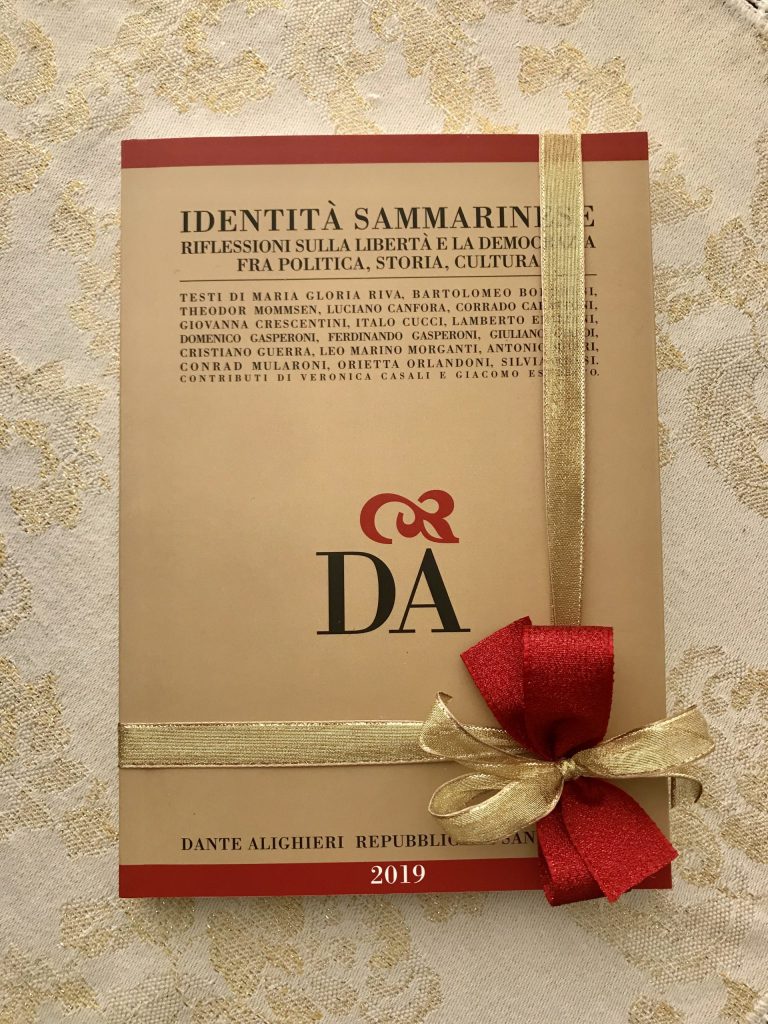 IDENTITÀ SAMMARINESE
RIFLESSIONI SULLA LIBERTÀ E LA DEMOCRAZIA
FRA POLITICA, STORIA, CULTURA
TESTI DI MARIA GLORIA RIVA, BARTOLOMEO
THEODOR MOMMSEN, LUCIANO CANFORA, CORRADO
GIOVANNA CRESCENTINI, ITALO CUCCI, LAMBERTO
DOMENICO GASPERONI, FERDINANDO GASPERONI, GIULIANO
CRISTIANO GUERRA, LEO MARINO MORGANTI, ANTONIO
CONRAD MULARONI, ORIETTA ORLANDONI, SILVIA
CONTRIBUTI DI VERONICA CASALI E GIACOMO
DA
DANTE ALIGHIERI REPUBBLICA SAN
2019